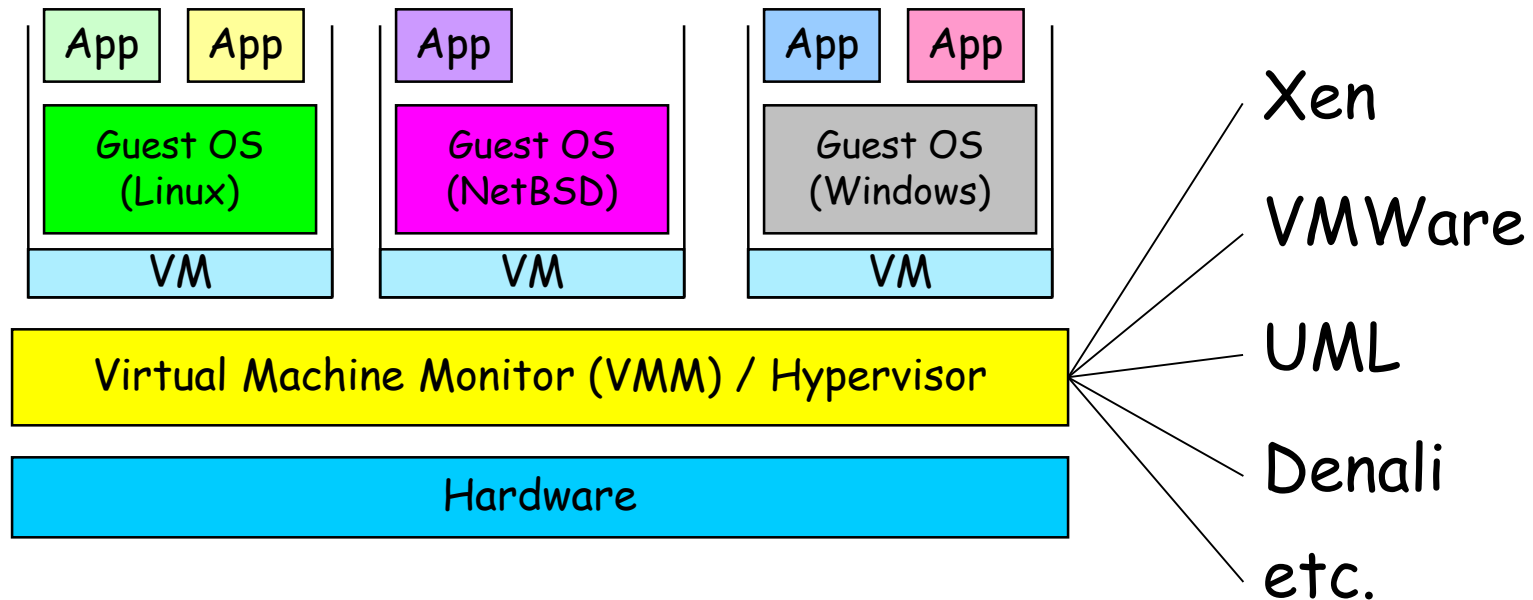 App App App App App
Guest OS
(Linux)
Guest OS
(NetBSD)
Guest OS
(Windows)
VM VM VM
Virtual Machine Monitor (VMM) / Hypervisor
Hardware
Xen
VMWare
UML
Denali
etc.